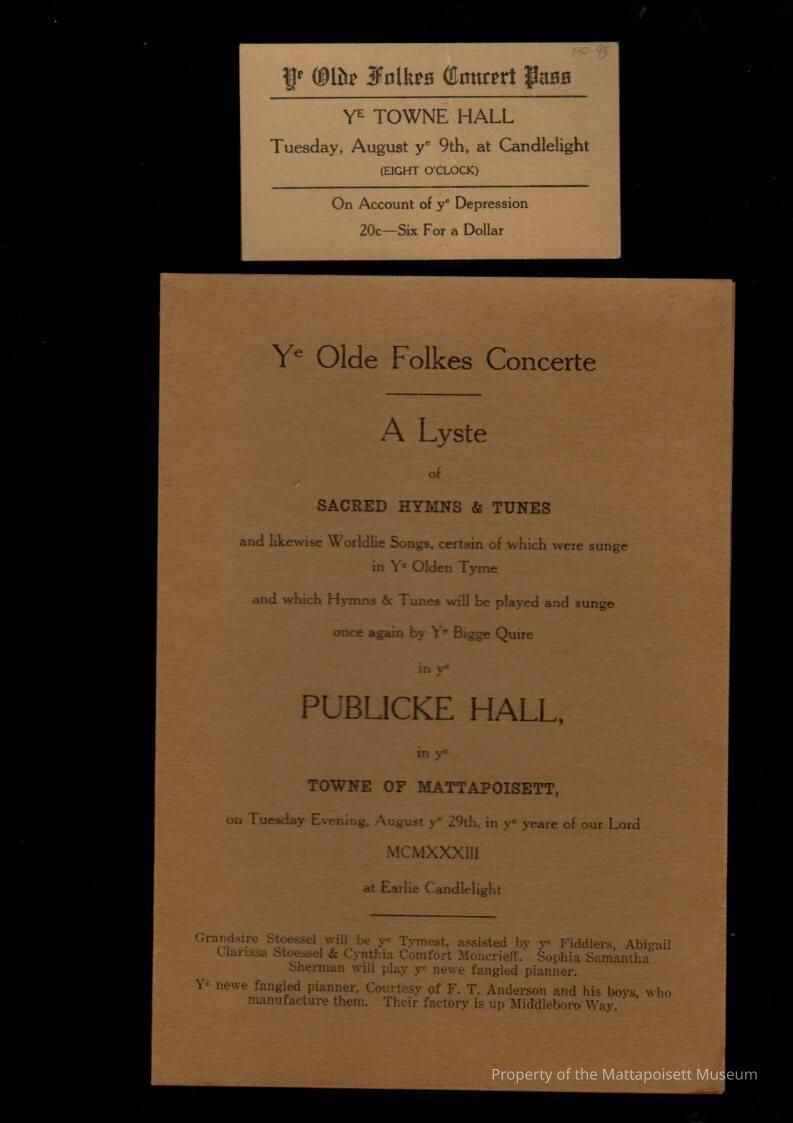 Ye Olde Folkes Concert Pass
YE TOWNE HALL
Tuesday, August ye 9th, at Candlelight
(EIGHT O'CLOCK)
On Account of ye Depression
20c—Six For a Dollar
Ye Olde Folkes Concerte
A Lyste
of
SACRED HYMNS & TUNES
and likewise Worldlie Songs, certain of which were sunge
in Ye Olden Tyme
and which Hymns & Tunes will be played and sunge
once again by Ye Bigge Quire
in ye
PUBLICKE HALL,
in ye
TOWNE OF MATTAPOISETT,
on Tuesday Evening, August ye 29th, in ye yeare of our Lord
MCMXXXIII
at Earlie Candlelight
Grandsire Stoessel will be ye Tymest, assisted by ye Fiddlers, Abigail
Clarissa Stoessel & Cynthia Comfort Moncrieff. Sophia Samantha
Sherman will play ye newe fangled pianner.
Ye newe fangled pianner, Courtesy of F. T. Anderson and his boys, who
manufacture them. Their factory is up Middleboro Way.
Property of the Mattapoisett Museum